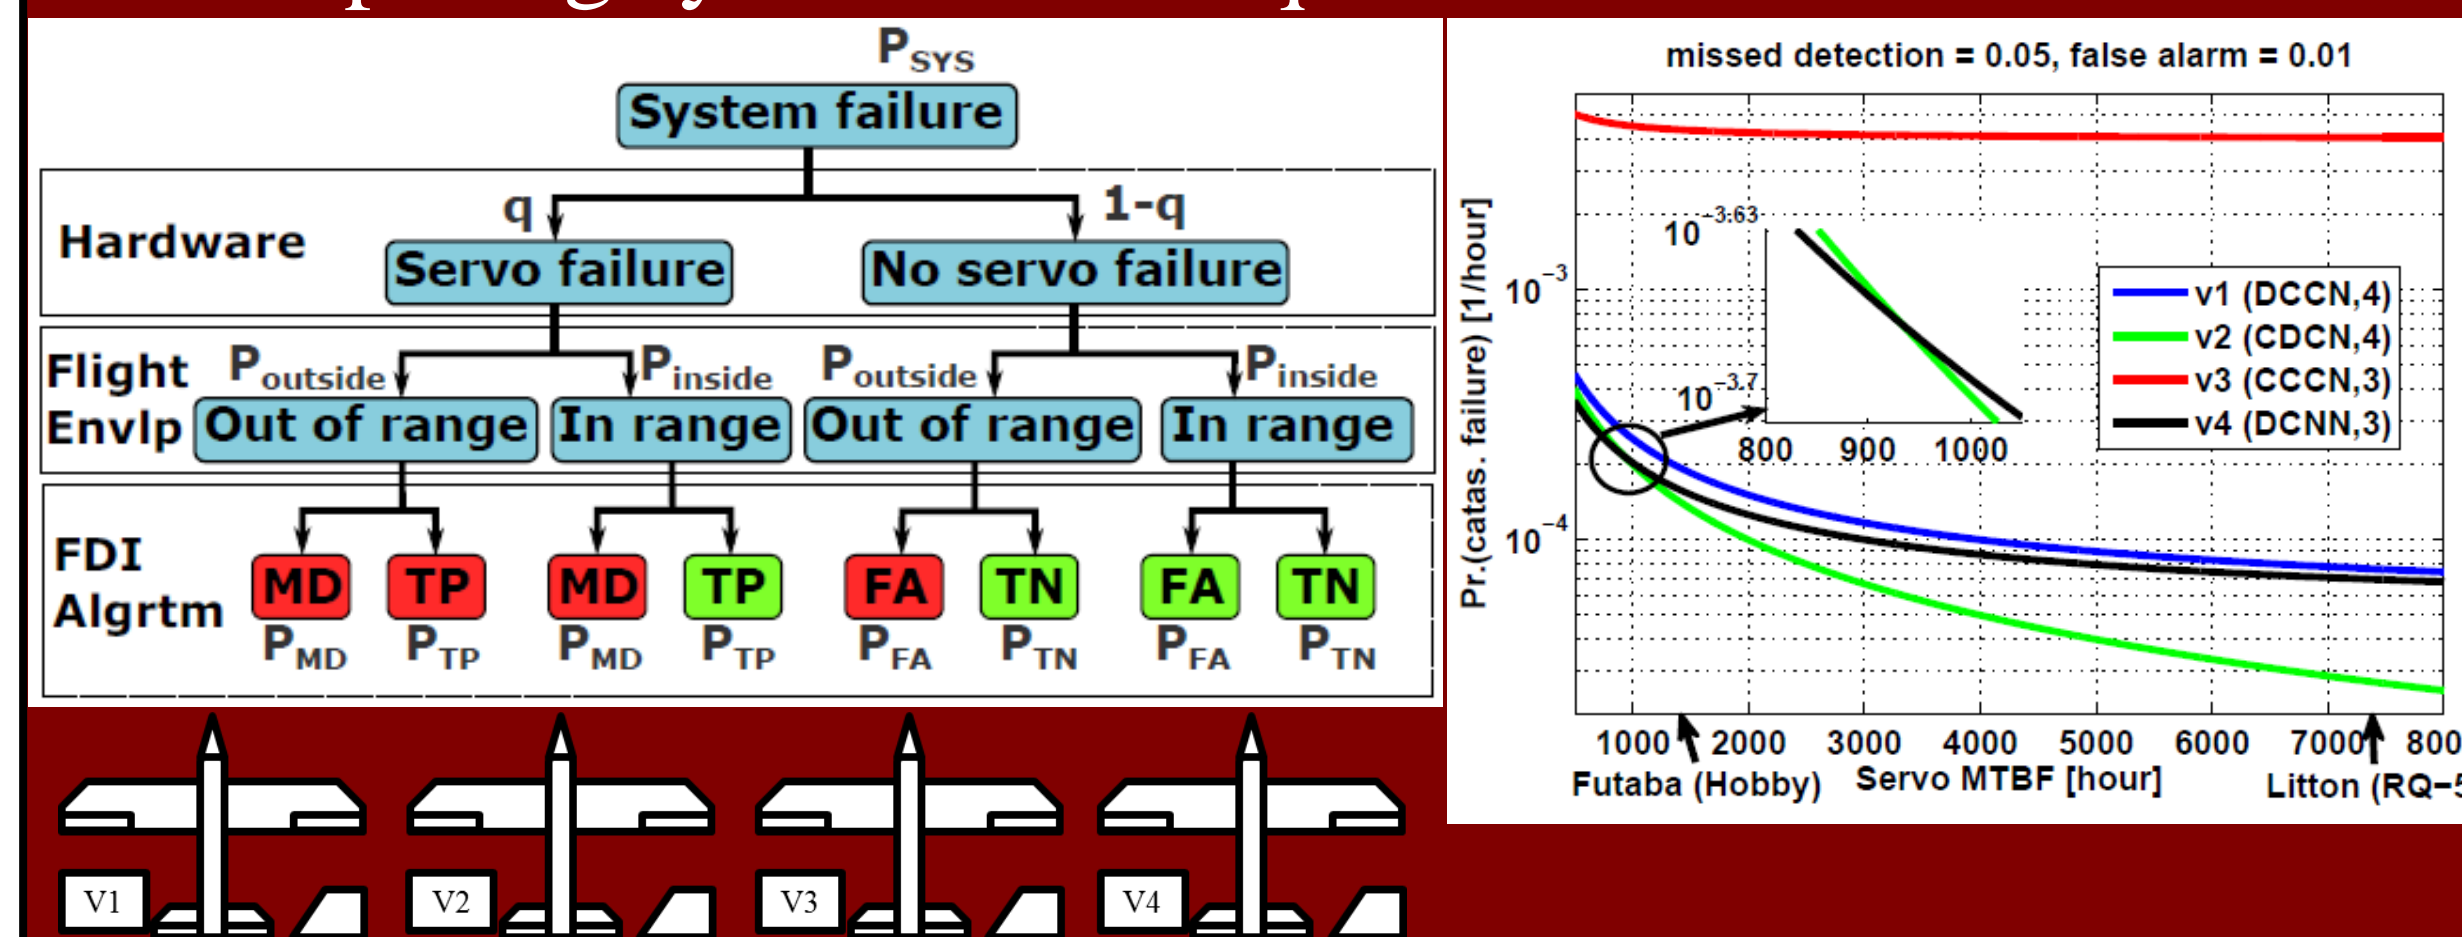 P_SYS
System failure
q
1-q
Hardware
Servo failure
No servo failure
Flight
Envlp
P_outside
P_inside
P_outside
P_inside
Out of range
In range
Out of range
In range
FDI
Algrtm
MD
TP
MD
TP
FA
TN
FA
TN
P_MD
P_TP
P_MD
P_TP
P_FA
P_TN
P_FA
P_TN
V1
V2
V3
V4
missed detection = 0.05, false alarm = 0.01
Pr.(catas. failure) [1/hour]
10^-3
10^-4
10^-3.63
10^-3.7
800 900 1000
v1 (DCCN,4)
v2 (CDCN,4)
v3 (CCCN,3)
v4 (DCNN,3)
1000 2000 3000 4000 5000 6000 7000 800
Futaba (Hobby)
Servo MTBF [hour]
Litton (RQ-5